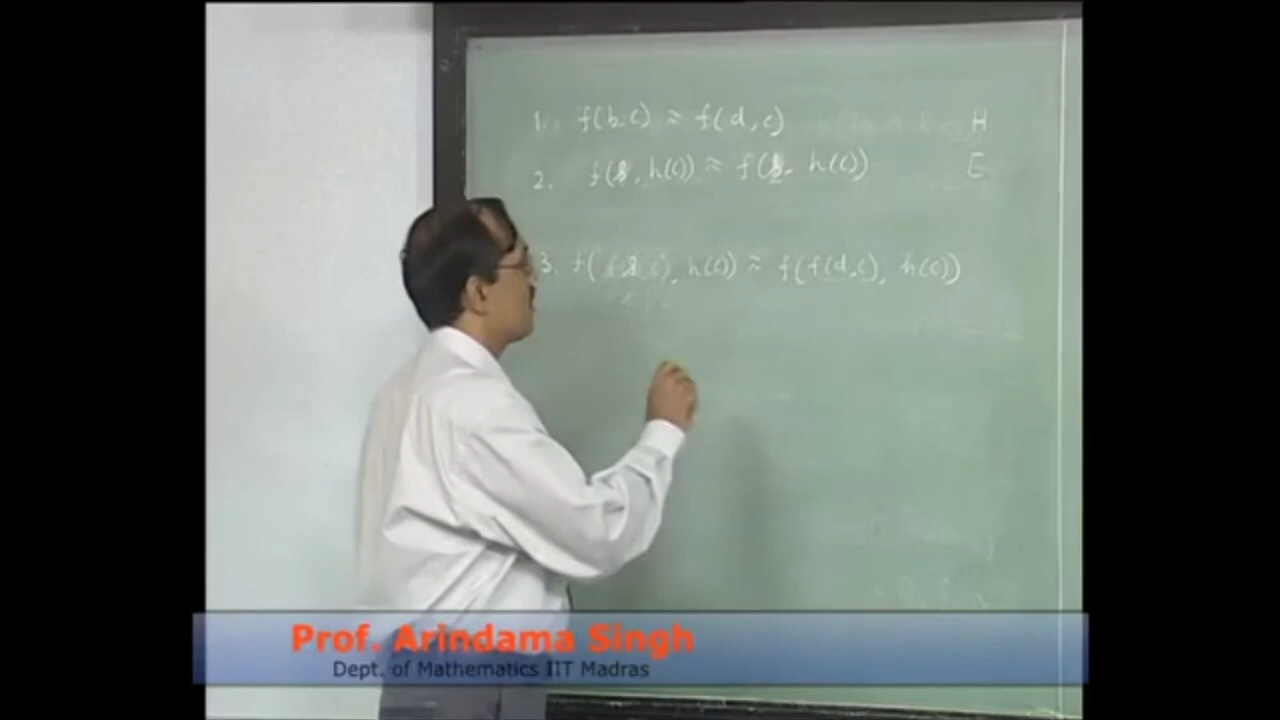 1. f(b, c) ≈ f(d, c) H
2. f( , h(c)) ≈ f( , h(c)) E
3. f( , h(c)) ≈ f(f(d, c), h(c))
Prof. Arindama Singh
Dept. of Mathematics IIT Madras